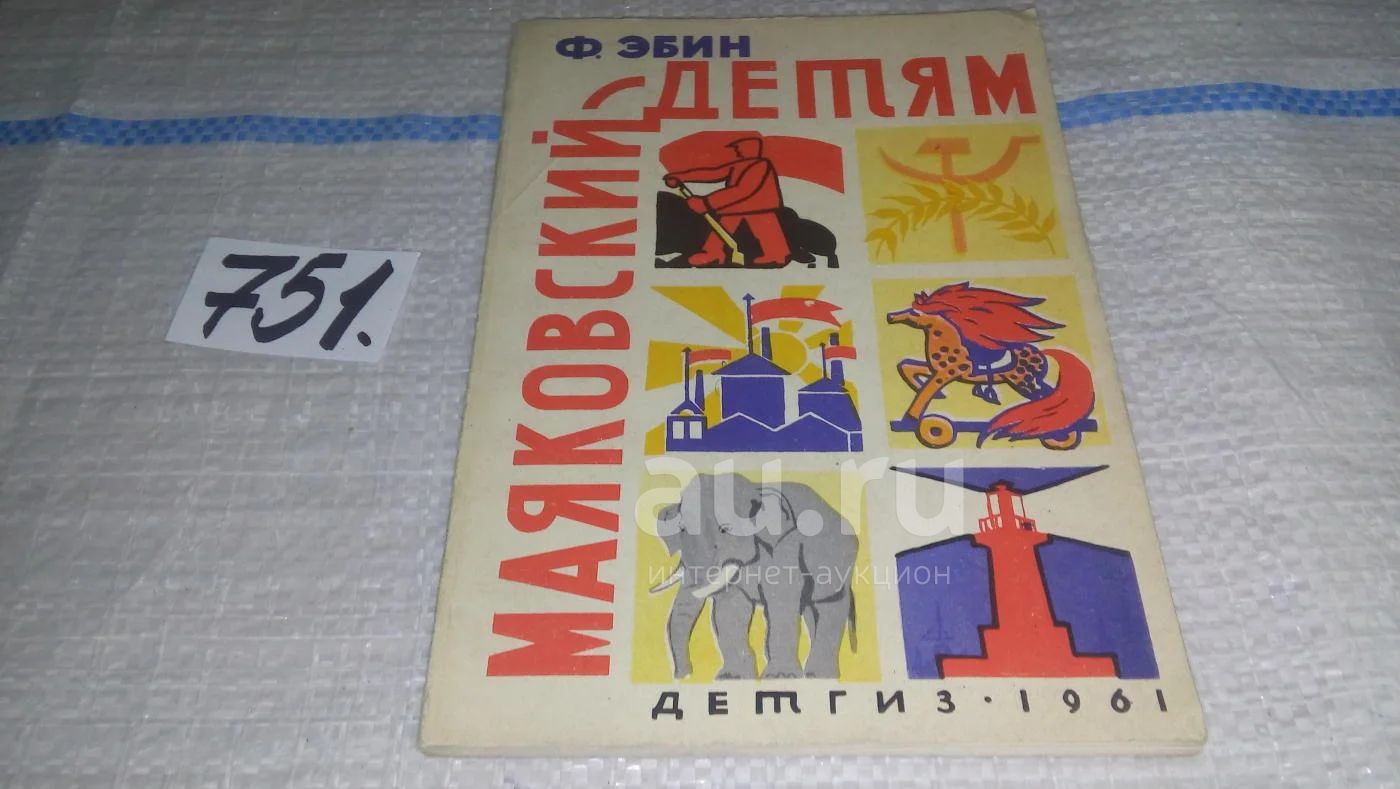 Ф. ЭБИН
МАЯКОВСКИЙ
ДЕТЯМ
751.
au.ru
интернет-аукцион
ДЕТГИЗ · 1961